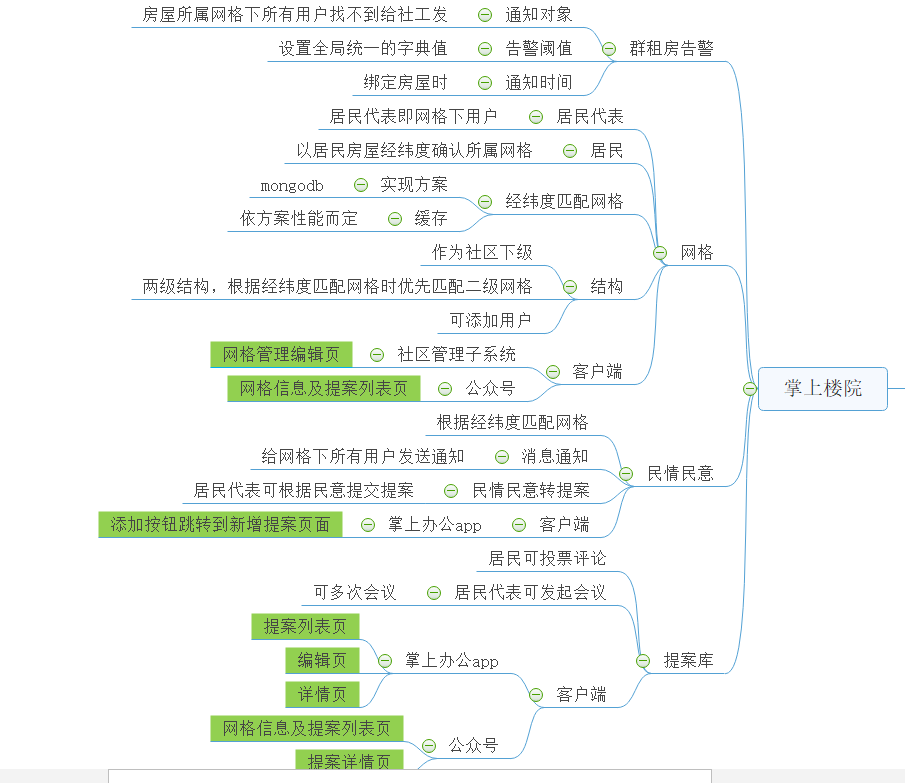 房屋所属网格下所有用户找不到给社工发 通知对象
设置全局统一的字典值 告警阈值 群租房告警
绑定房屋时 通知时间
居民代表即网格下用户 居民代表
以居民房屋经纬度确认所属网格 居民
mongodb 实现方案
经纬度匹配网格
依方案性能而定 缓存
作为社区下级 网格
两级结构，根据经纬度匹配网格时优先匹配二级网格 结构
可添加用户
网格管理编辑页 社区管理子系统
客户端
网格信息及提案列表页 公众号 掌上楼院
根据经纬度匹配网格
给网格下所有用户发送通知 消息通知
民情民意
居民代表可根据民意提交提案 民情民意转提案
添加按钮跳转到新增提案页面 掌上办公app 客户端
居民可投票评论
可多次会议 居民代表可发起会议
提案列表页
编辑页 掌上办公app 提案库
详情页 客户端
网格信息及提案列表页
公众号
提案详情页